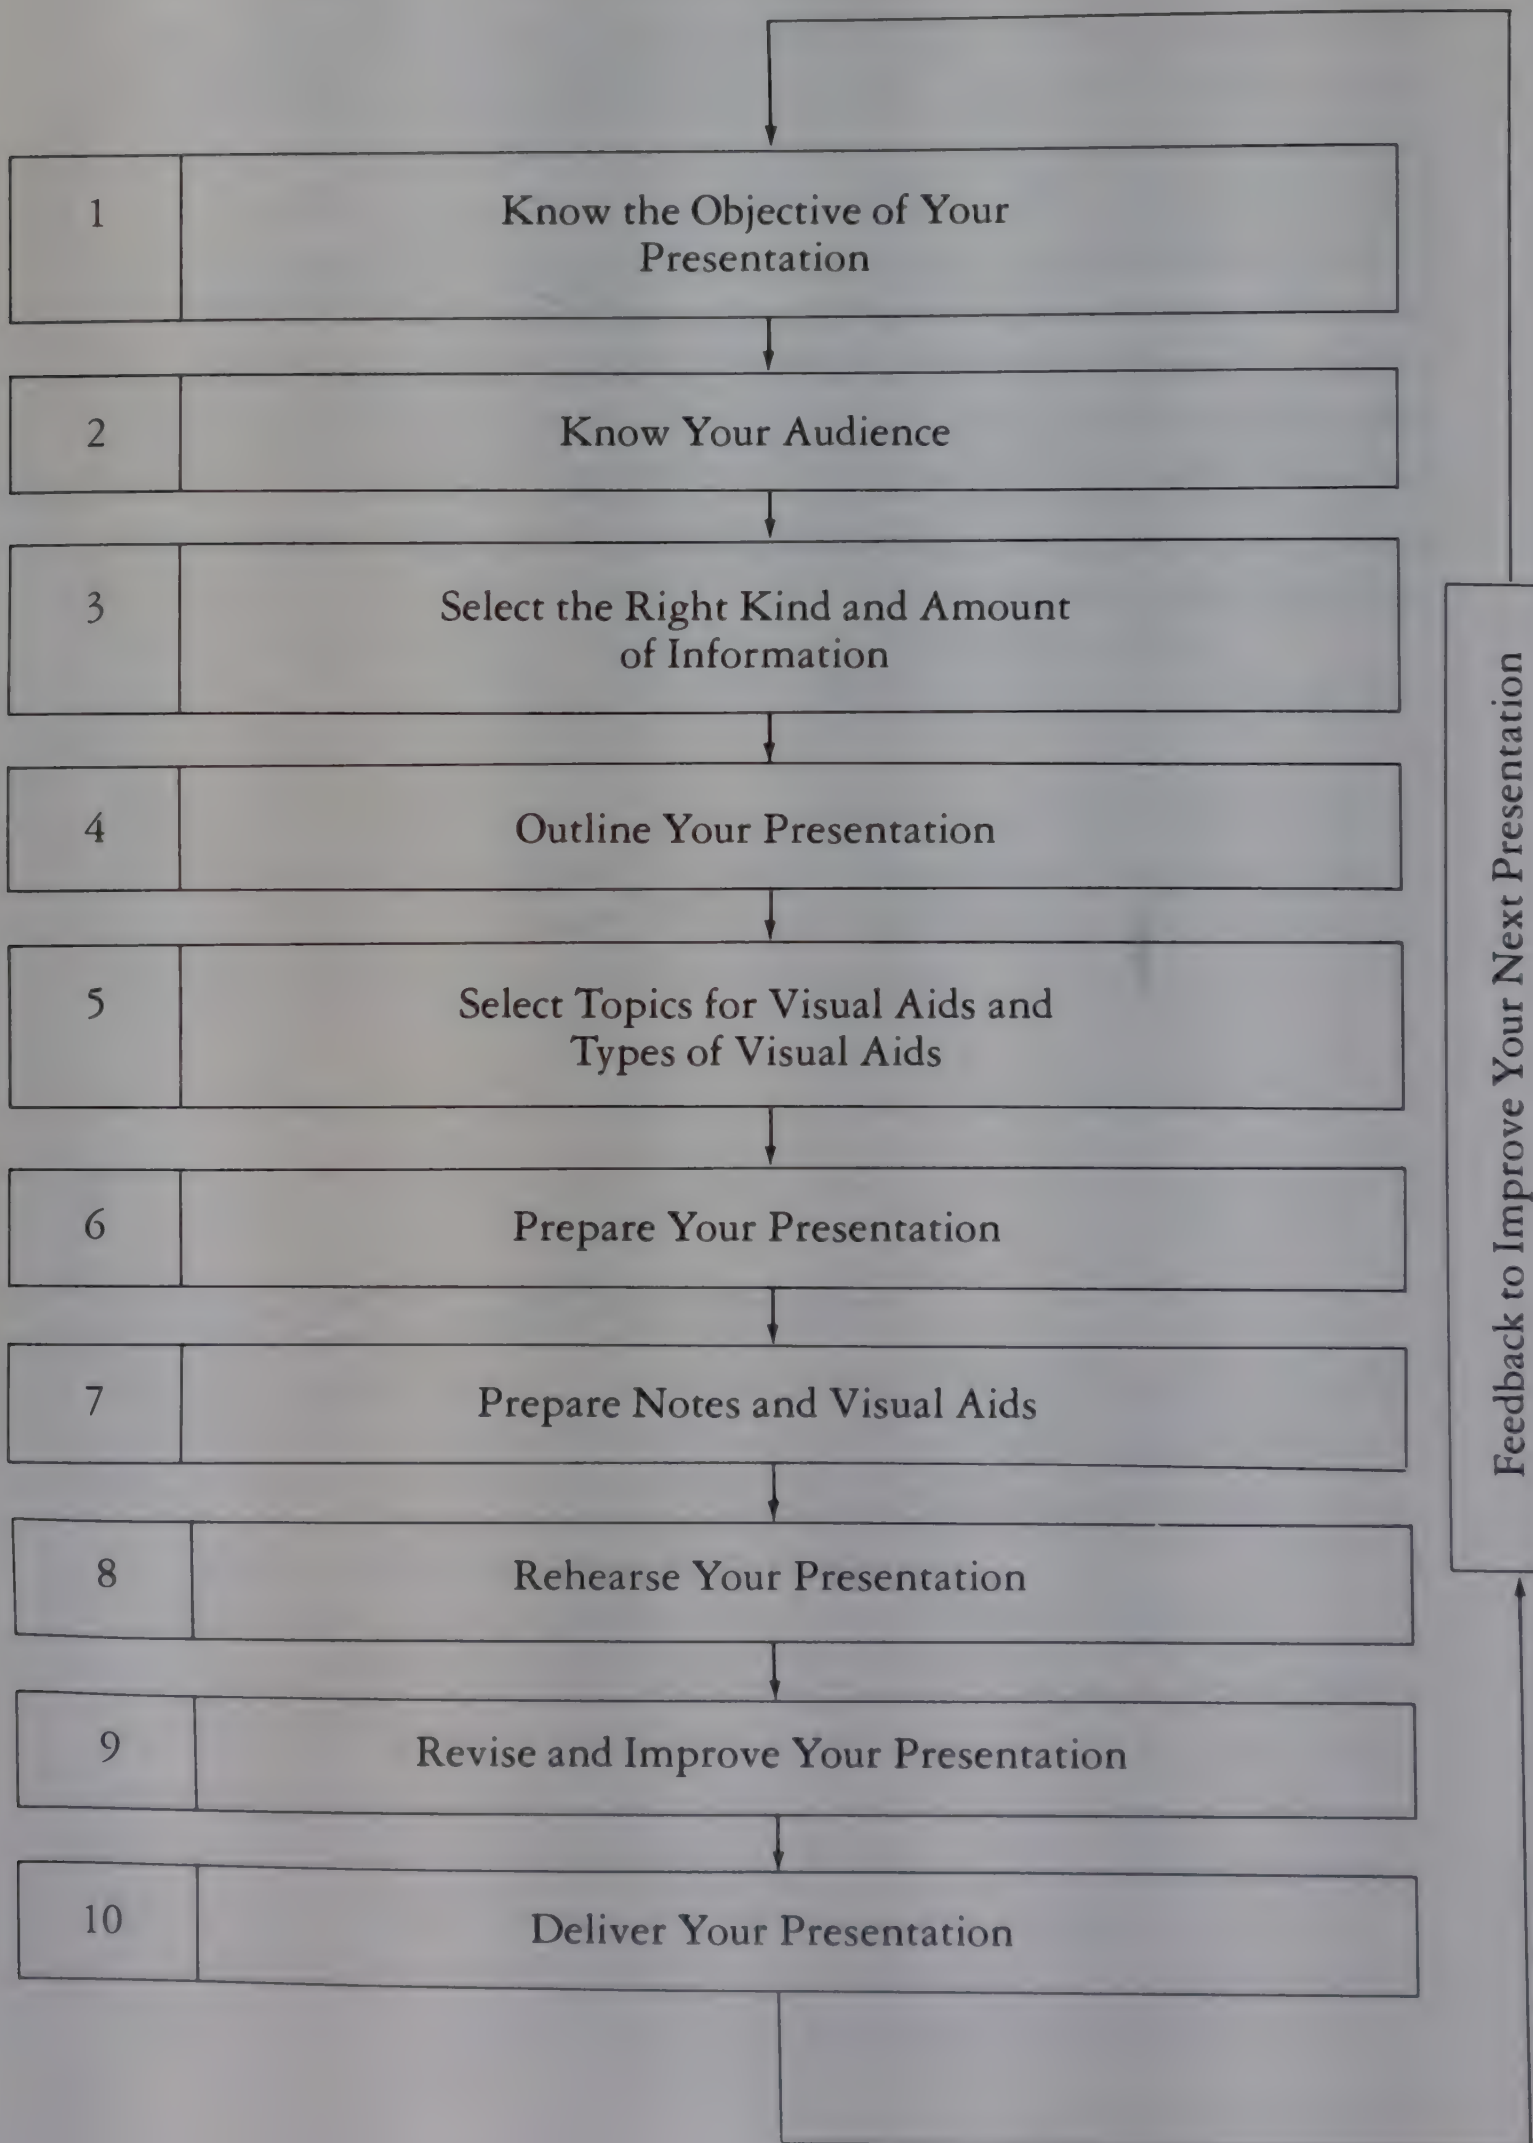 1
Know the Objective of Your
Presentation
2
Know Your Audience
3
Select the Right Kind and Amount
of Information
4
Outline Your Presentation
5
Select Topics for Visual Aids and
Types of Visual Aids
6
Prepare Your Presentation
7
Prepare Notes and Visual Aids
8
Rehearse Your Presentation
9
Revise and Improve Your Presentation
10
Deliver Your Presentation
Feedback to Improve Your Next Presentation